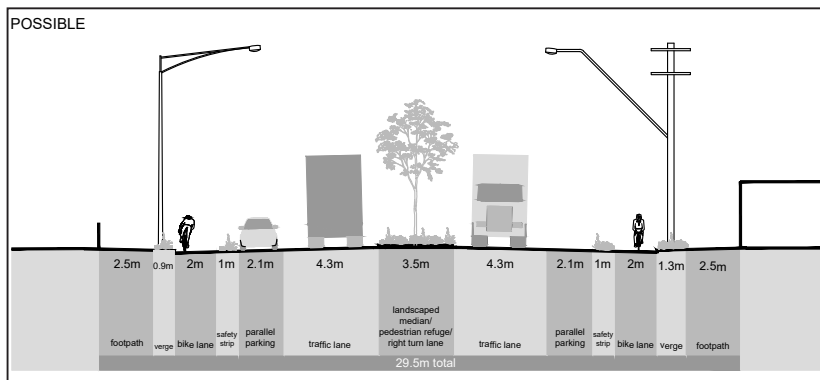 POSSIBLE
2.5m 0.9m 2m 1m 2.1m 4.3m 3.5m 4.3m 2.1m 1m 2m 1.3m 2.5m
footpath
verge
bike lane
safety
strip
parallel
parking
traffic lane
landscaped
median/
pedestrian refuge/
right turn lane
traffic lane
parallel
parking
safety
strip
bike lane
verge
footpath
29.5m total